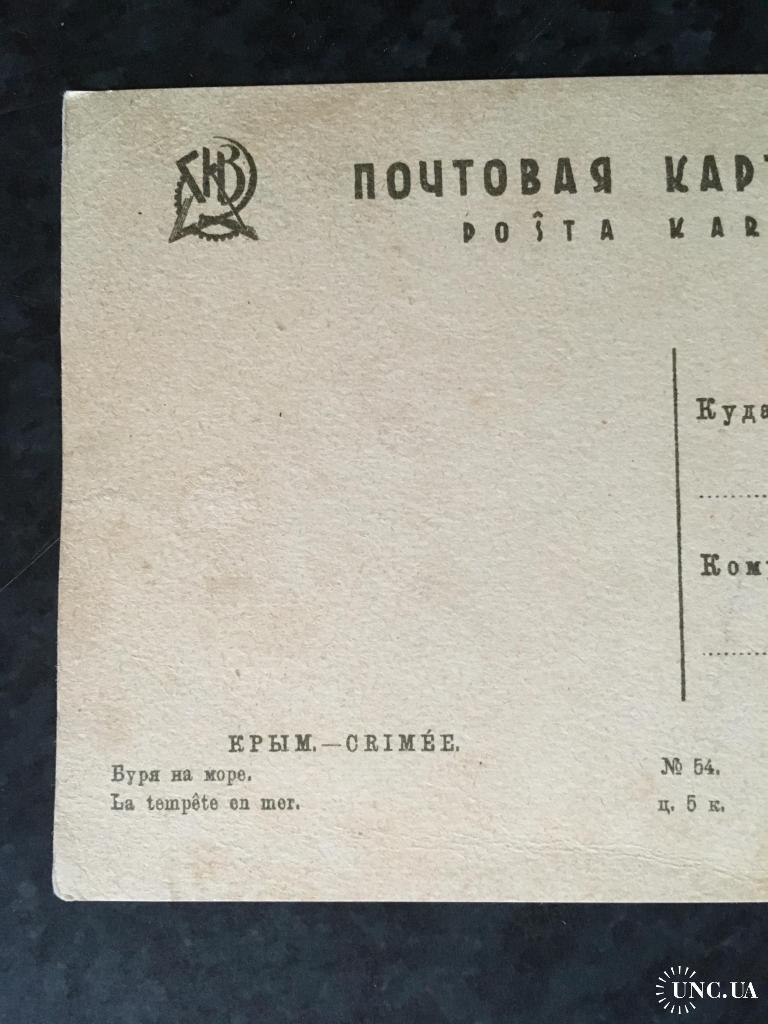 ПОЧТОВАЯ КАРТ
POŜTA KAR
Куда
Кому
КРЫМ.—CRIMÉE.
Буря на море.
La tempête en mer.
№ 54.
ц. 5 к.
UNC.UA